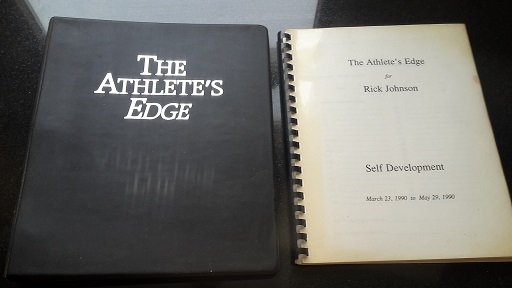 THE
ATHLETE'S
EDGE
The Athlete's Edge
for
Rick Johnson
Self Development
March 23, 1990 to May 29, 1990